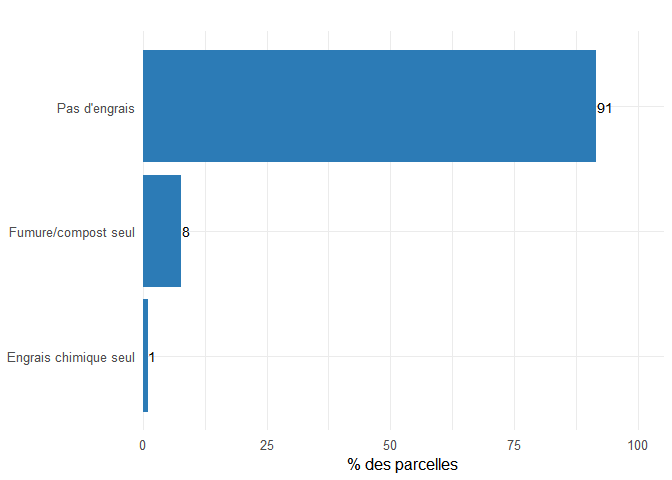 Pas d'engrais
91
Fumure/compost seul
8
Engrais chimique seul
1
0 25 50 75 100
% des parcelles